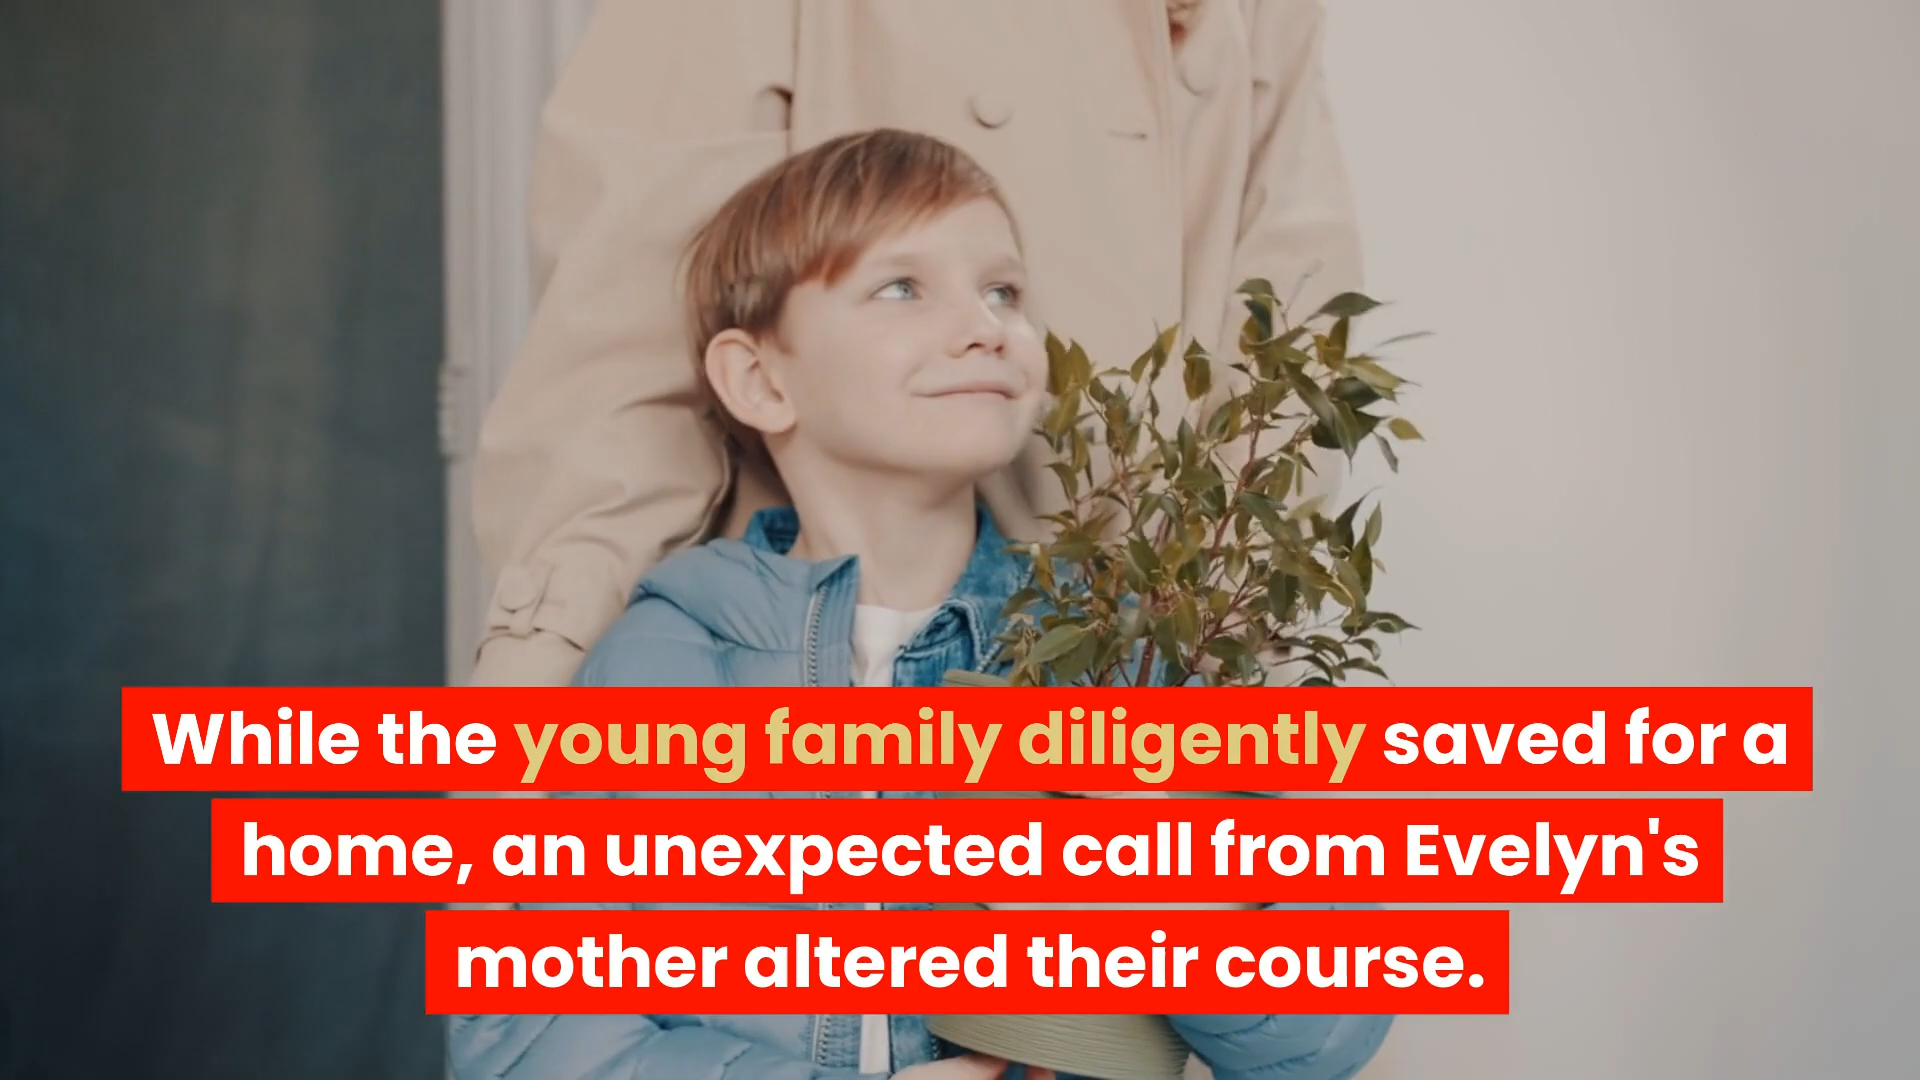 While the young family diligently saved for a
home, an unexpected call from Evelyn's
mother altered their course.